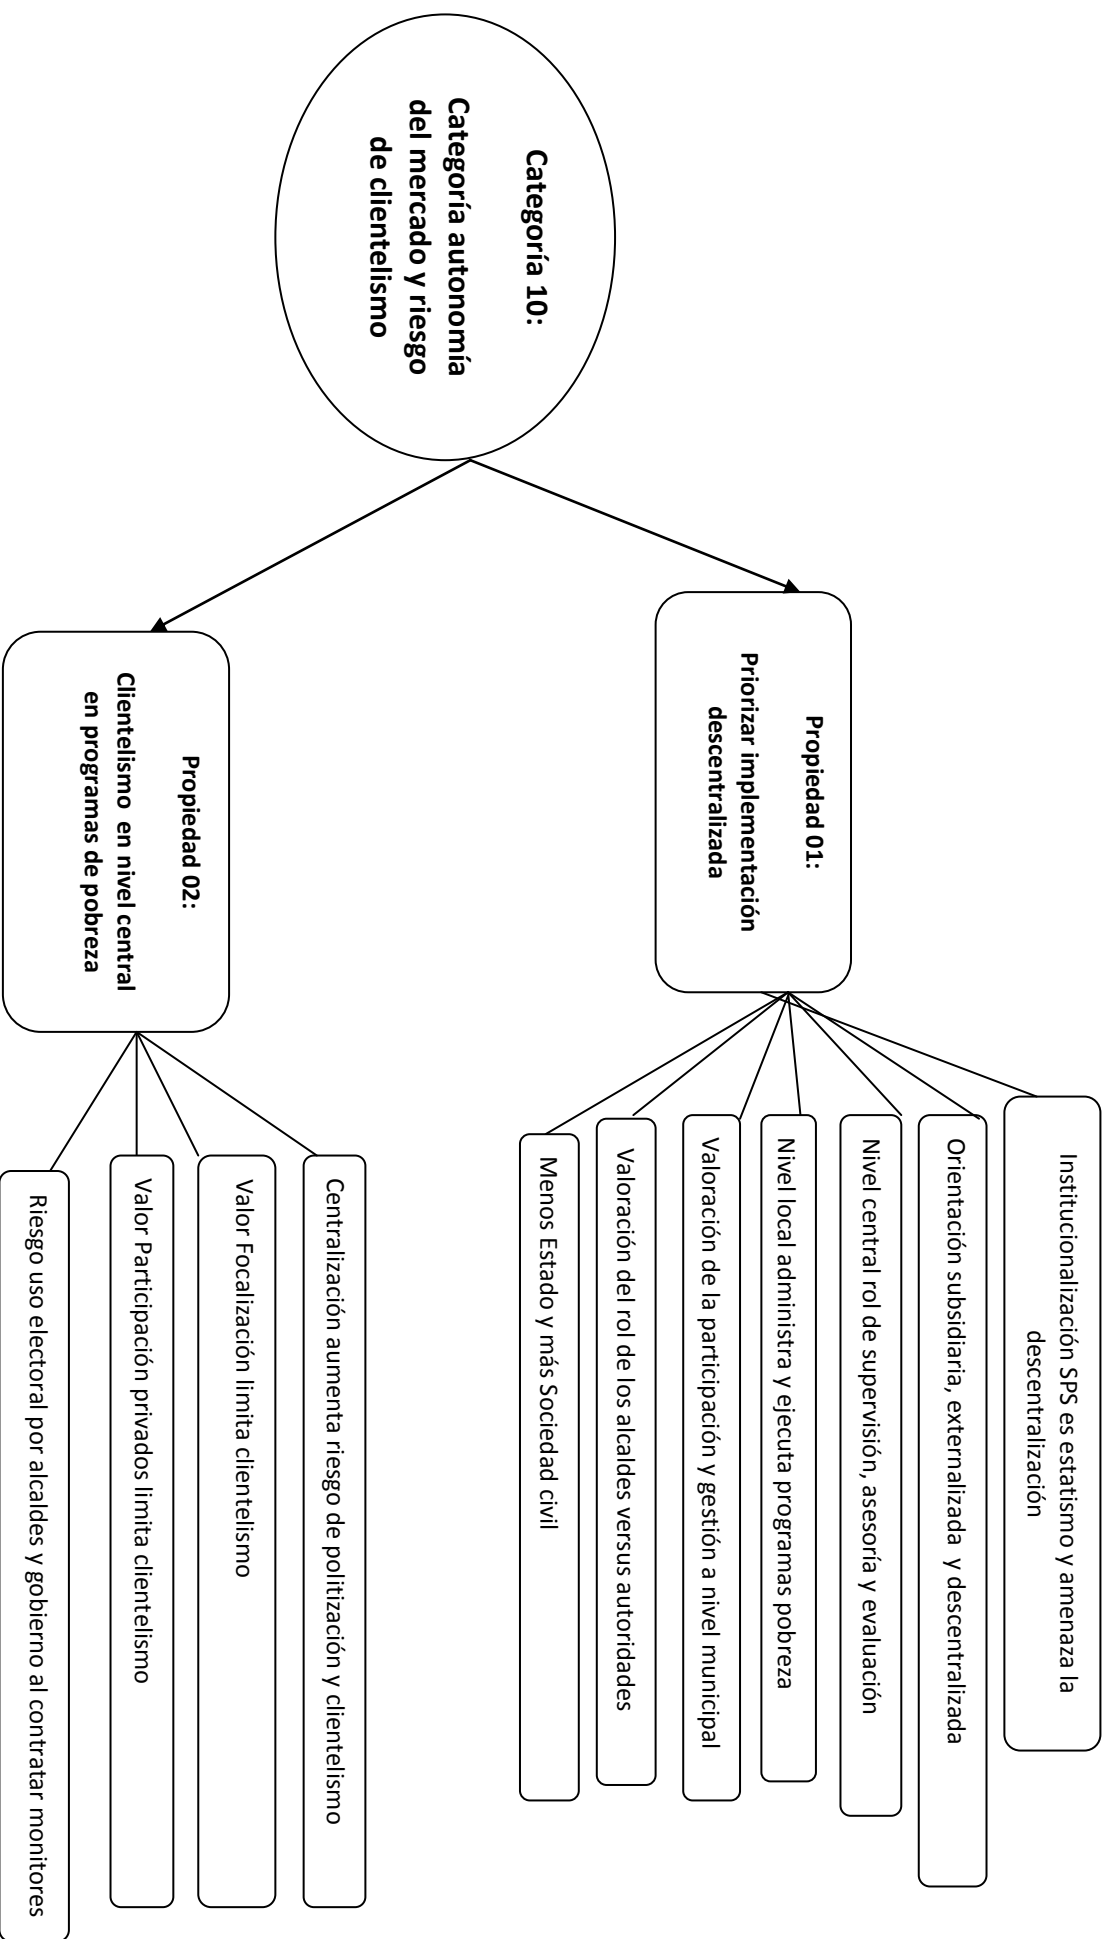 Categoría 10:
Categoría autonomía
del mercado y riesgo
de clientelismo
Propiedad 01:
Priorizar implementación
descentralizada
Institucionalización SPS es estatismo y amenaza la
descentralización
Orientación subsidiaria, externalizada y descentralizada
Nivel central rol de supervisión, asesoría y evaluación
Nivel local administra y ejecuta programas pobreza
Valoración de la participación y gestión a nivel municipal
Valoración del rol de los alcaldes versus autoridades
Menos Estado y más Sociedad civil
Propiedad 02:
Clientelismo en nivel central
en programas de pobreza
Centralización aumenta riesgo de politización y clientelismo
Valor Focalización limita clientelismo
Valor Participación privados limita clientelismo
Riesgo uso electoral por alcaldes y gobierno al contratar monitores